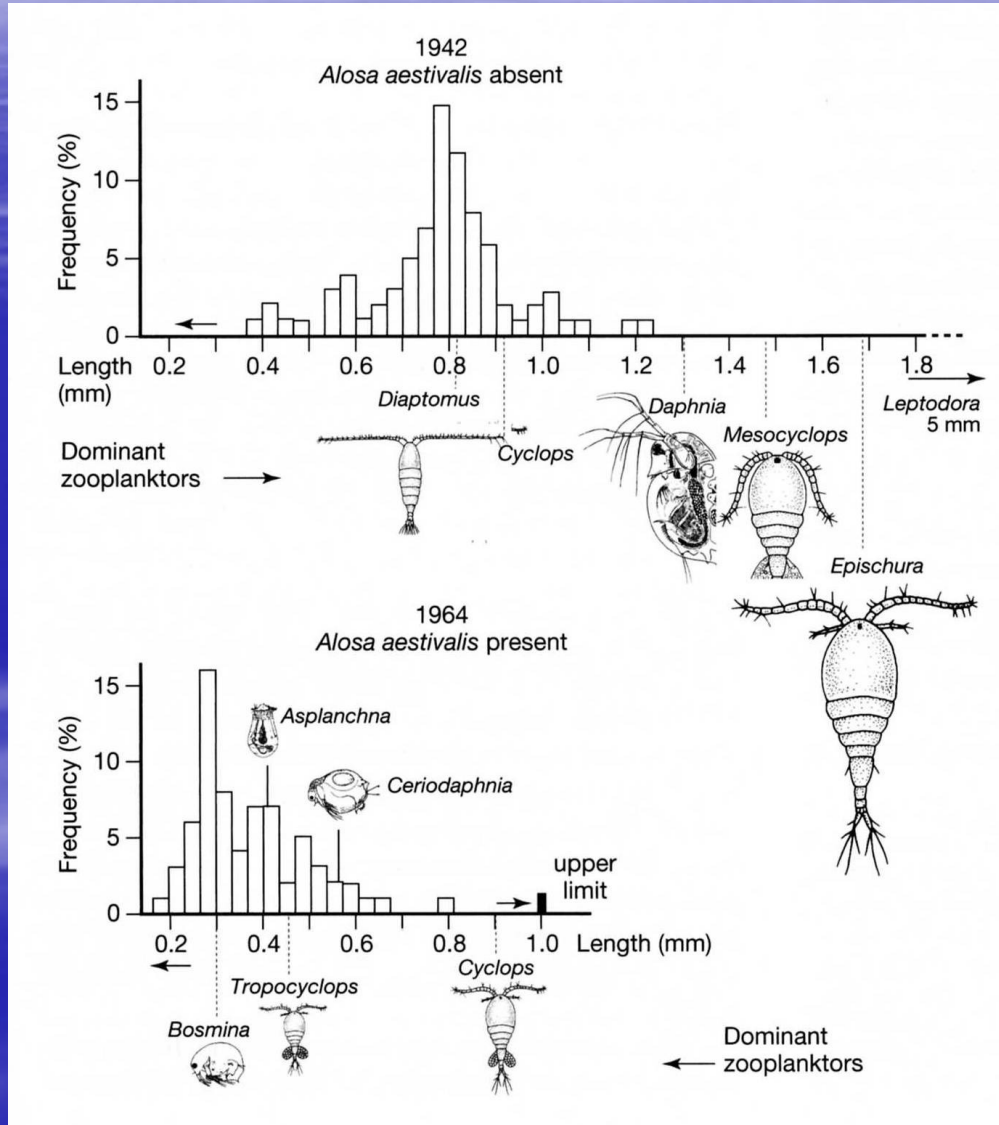 1942
Alosa aestivalis absent
Frequency (%)
15
10
5
0
Length
(mm)
0.2 0.4 0.6 0.8 1.0 1.2 1.4 1.6 1.8
Diaptomus
Cyclops
Daphnia
Mesocyclops
Leptodora
5 mm
Dominant
zooplanktors
Epischura
1964
Alosa aestivalis present
Frequency (%)
15
10
5
0
Asplanchna
Ceriodaphnia
upper
limit
0.2 0.4 0.6 0.8 1.0 Length (mm)
Tropocyclops
Cyclops
Bosmina
Dominant
zooplanktors